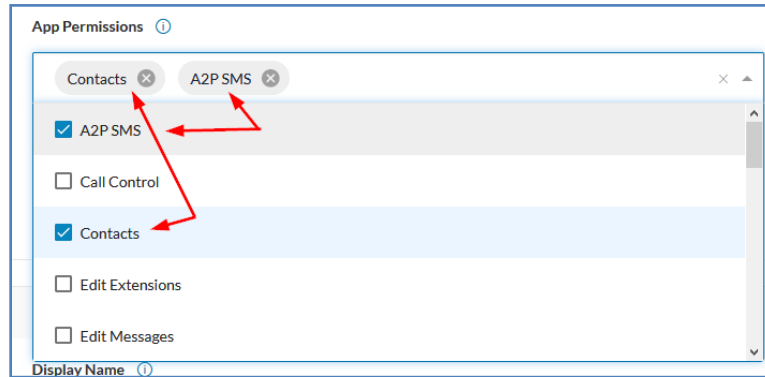 App Permissions
Contacts A2P SMS
A2P SMS
Call Control
Contacts
Edit Extensions
Edit Messages
Display Name